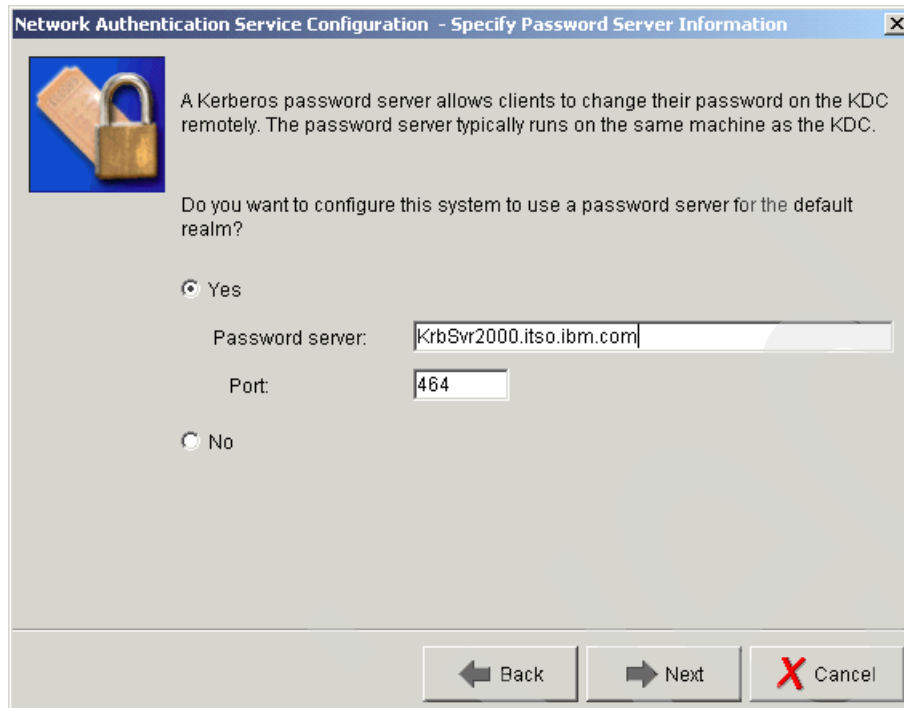 Network Authentication Service Configuration - Specify Password Server Information
A Kerberos password server allows clients to change their password on the KDC
remotely. The password server typically runs on the same machine as the KDC.
Do you want to configure this system to use a password server for the default
realm?
Yes
Password server: KrbSvr2000.itso.ibm.com
Port: 464
No
Back Next Cancel